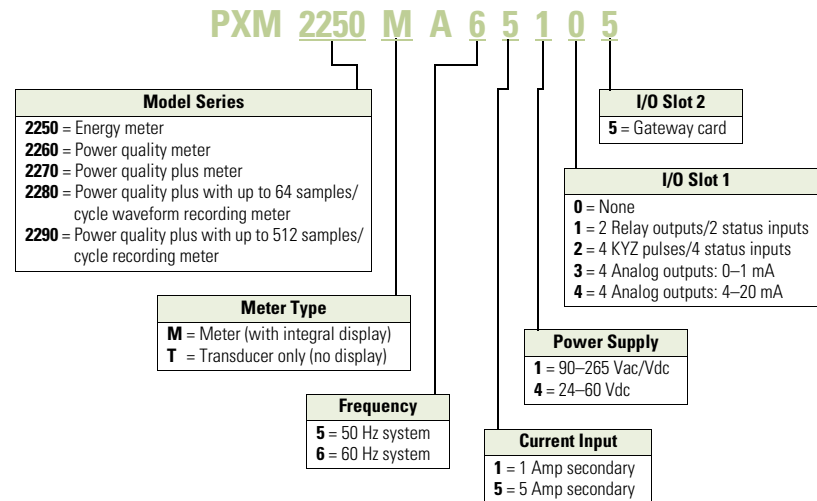 PXM 2250 M A 6 5 1 0 5
Model Series
2250 = Energy meter
2260 = Power quality meter
2270 = Power quality plus meter
2280 = Power quality plus with up to 64 samples/
cycle waveform recording meter
2290 = Power quality plus with up to 512 samples/
cycle recording meter
I/O Slot 2
5 = Gateway card
I/O Slot 1
0 = None
1 = 2 Relay outputs/2 status inputs
2 = 4 KYZ pulses/4 status inputs
3 = 4 Analog outputs: 0–1 mA
4 = 4 Analog outputs: 4–20 mA
Meter Type
M = Meter (with integral display)
T = Transducer only (no display)
Power Supply
1 = 90–265 Vac/Vdc
4 = 24–60 Vdc
Frequency
5 = 50 Hz system
6 = 60 Hz system
Current Input
1 = 1 Amp secondary
5 = 5 Amp secondary